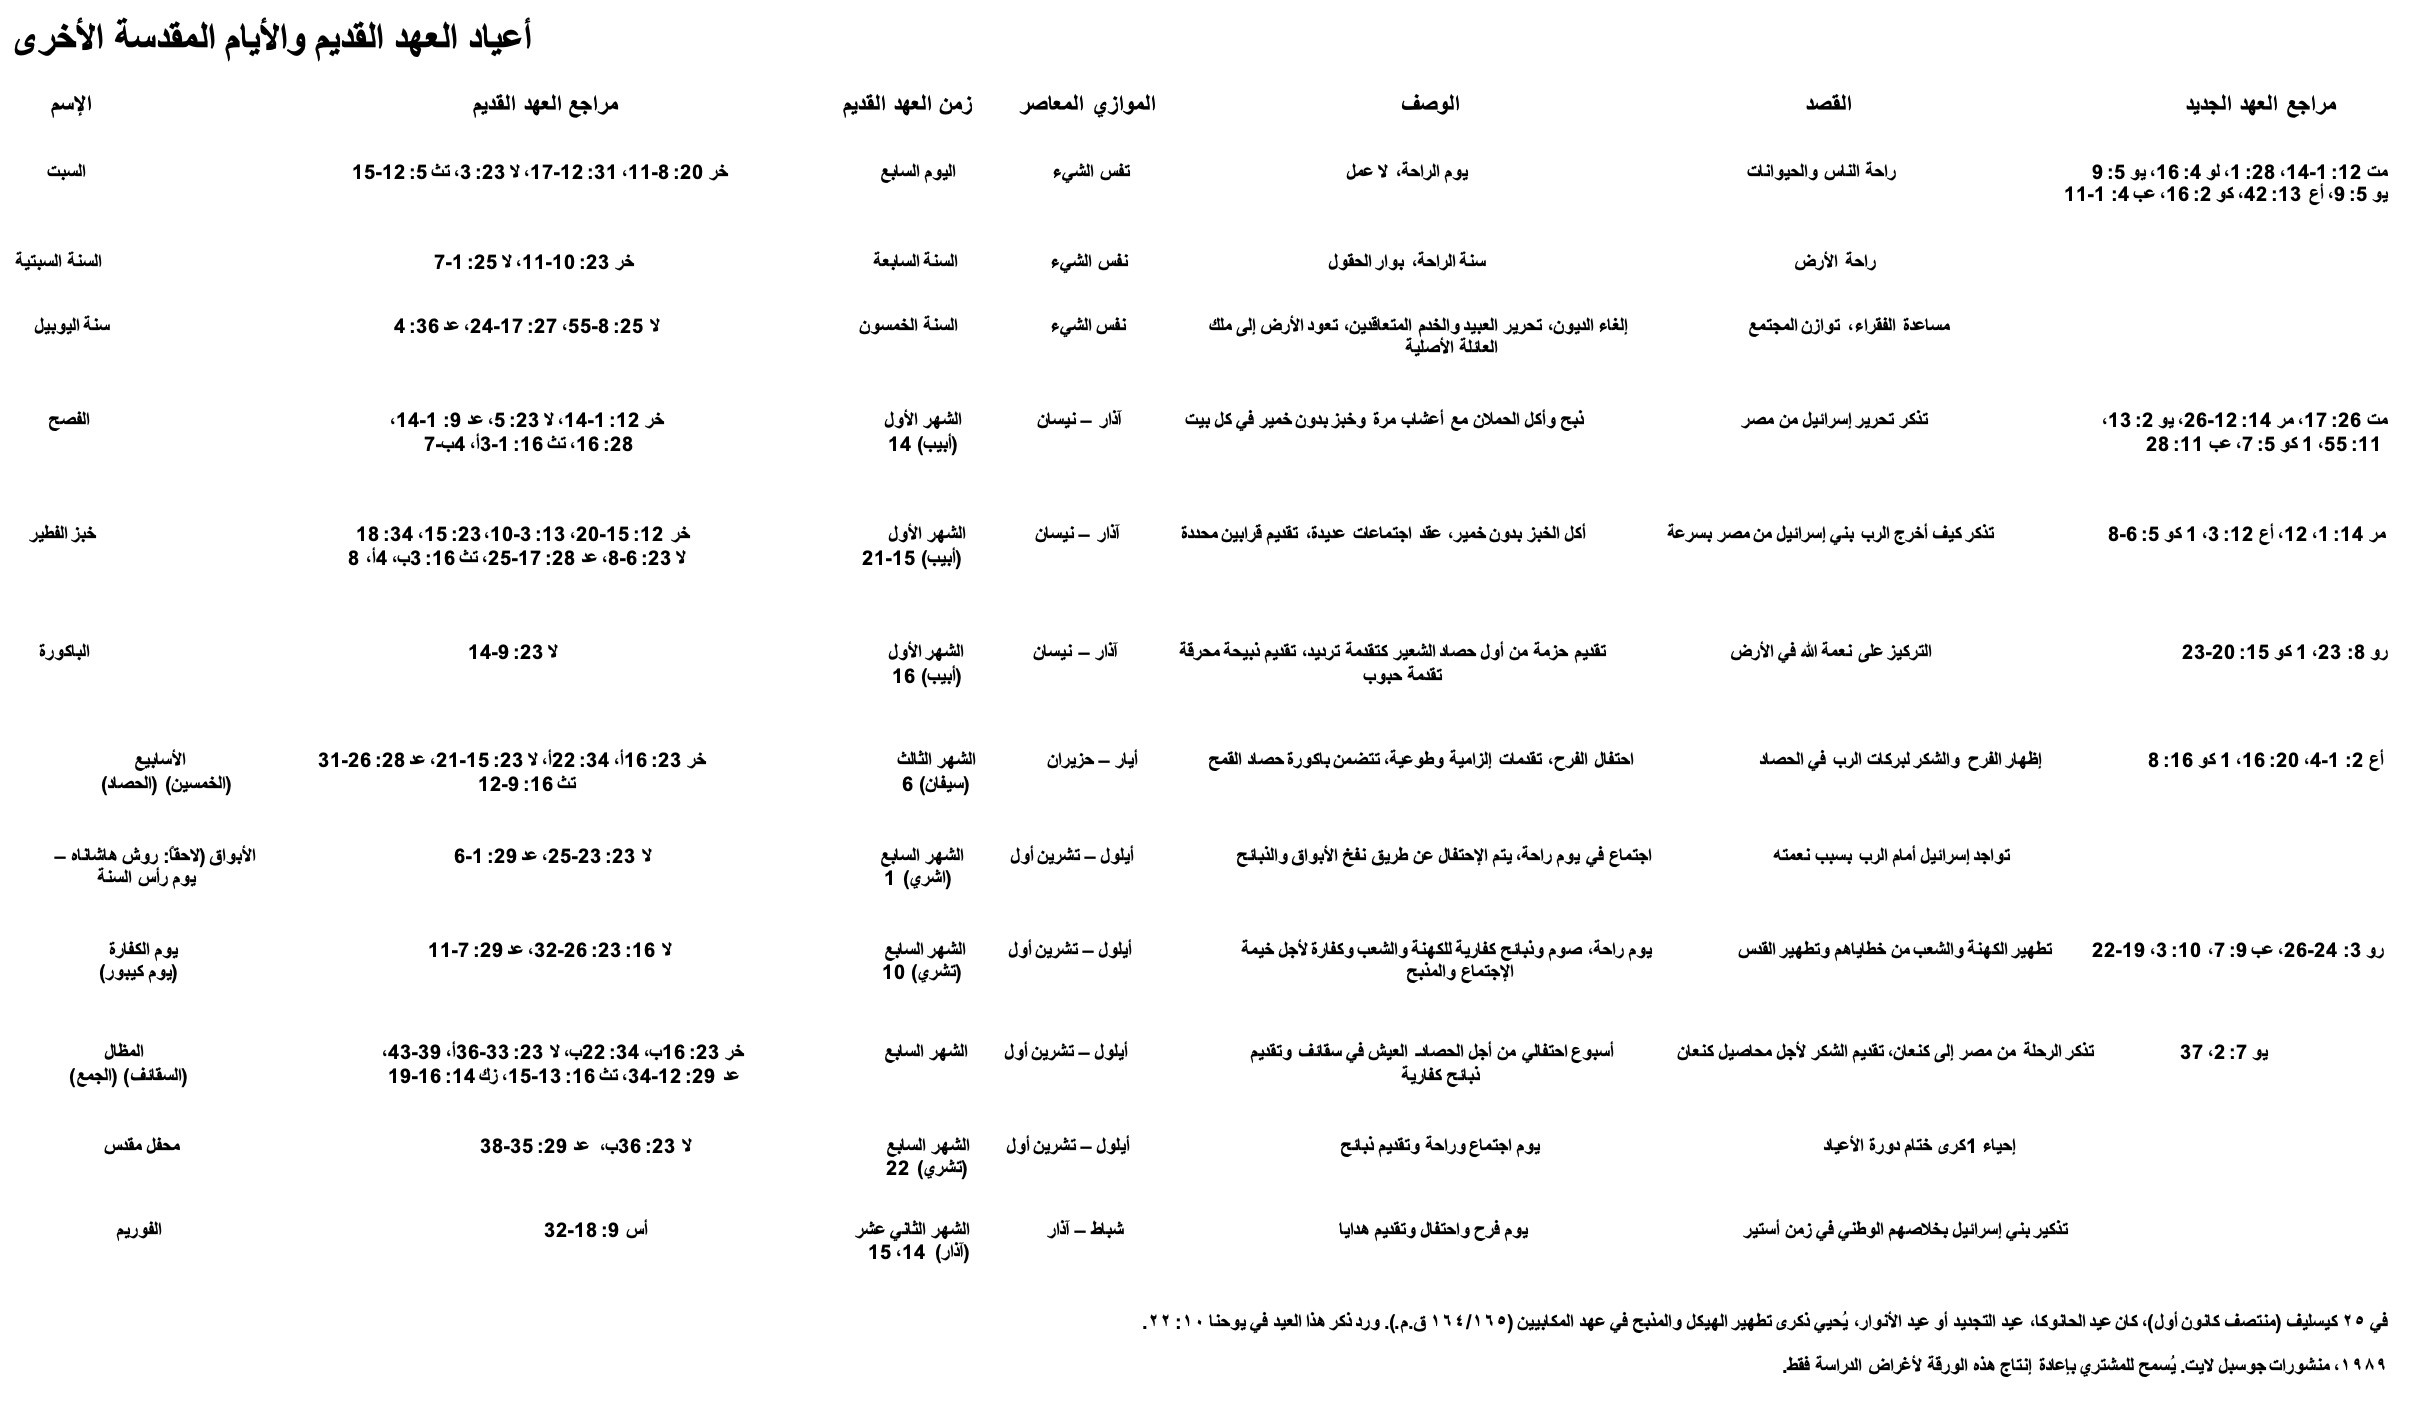 أعياد العهد القديم والأيام المقدسة الأخرى
الإسم مراجع العهد القديم زمن العهد القديم الموازي المعاصر الوصف القصد مراجع العهد الجديد
السبت خر 20: 8-11، 31: 12-17، لا 23: 3، تث 5: 12-15 اليوم السابع تفس الشيء يوم الراحة، لا عمل راحة الناس والحيوانات مت 12: 1-14، 28: 1، لو 4: 16، يو 5: 9
يو 5: 9، أع 13: 42، كو 2: 16، عب 4: 1-11
السنة السبتية خر 23: 10-11، لا 25: 1-7 السنة السابعة نفس الشيء سنة الراحة، بوار الحقول راحة الأرض
سنة اليوبيل لا 25: 8-55، 27: 17-24، عد 36: 4 السنة الخمسون نفس الشيء إلغاء الديون، تحرير العبيد والخدم المتعاقدين، تعود الأرض إلى ملك مساعدة الفقراء، توازن المجتمع
العائلة الأصلية
الفصح خر 12: 1-14، لا 23: 5، عد 9: 1-14، الشهر الأول آذار – نيسان ذبح وأكل الحملان مع أعشاب مرة وخبز بدون خمير في كل بيت تذكر تحرير إسرائيل من مصر مت 26: 17، مر 14: 12-26، يو 2: 13،
28: 16، تث 16: 1-3أ، 4ب-7 (أبيب) 14 11: 55، 1 كو 5: 7، عب 11: 28
خبز الفطير خر 12: 15-20، 13: 3-10، 23: 15، 34: 18 الشهر الأول آذار – نيسان أكل الخبز بدون خمير، عقد اجتماعات عديدة، تقديم قرابين محددة تذكر كيف أخرج الرب بني إسرائيل من مصر بسرعة مر 14: 1، 12، أع 12: 3، 1 كو 5: 6-8
لا 23: 6-8، عد 28: 17-25، تث 16: 3ب، 4أ، 8 (أبيب) 15-21
الباكورة لا 23: 9-14 الشهر الأول آذار – نيسان تقديم حزمة من أول حصاد الشعير كتقدمة ترديد، تقديم ذبيحة محرقة التركيز على نعمة الله في الأرض رو 8: 23، 1 كو 15: 20-23
(أبيب) 16 تقدمة حبوب
الأسابيع خر 23: 16أ، 34: 22أ، لا 23: 15-21، عد 28: 26-31 الشهر الثالث أيار – حزيران احتفال الفرح، تقدمات إلزامية وطوعية، تتضمن باكورة حصاد القمح إظهار الفرح والشكر لبركات الرب في الحصاد أع 2: 1-4، 20: 16، 1 كو 16: 8
(الخمسين) (الحصاد) تث 16: 9-12 (سيفان) 6
الأبواق (لاحقاً: روش هاشاناه – لا 23: 23-25، عد 29: 1-6 الشهر السابع أيلول – تشرين أول اجتماع في يوم راحة، يتم الإحتفال عن طريق نفخ الأبواق والذبائح تواجد إسرائيل أمام الرب بسبب نعمته
يوم رأس السنة (اشري) 1
يوم الكفارة لا 16: 23: 26-32، عد 29: 7-11 الشهر السابع أيلول – تشرين أول يوم راحة، صوم وذبائح كفارية للكهنة والشعب وكفارة لأجل خيمة تطهير الكهنة والشعب من خطاياهم وتطهير القدس رو 3: 24-26، عب 9: 7، 10: 3، 19-22
(يوم كيبور) (تشري) 10 الإجتماع والمذبح
المظال خر 23: 16ب، 34: 22ب، لا 23: 33-36أ، 39-43، الشهر السابع أيلول – تشرين أول أسبوع احتفالي من أجل الحصادـ العيش في سقائف وتقديم تذكر الرحلة من مصر إلى كنعان، تقديم الشكر لأجل محاصيل كنعان يو 7: 2، 37
(السقائف) (الجمع) عد 29: 12-34، تث 16: 13-15، زك 14: 16-19 ذبائح كفارية
محفل مقدس لا 23: 36ب، عد 29: 35-38 الشهر السابع أيلول – تشرين أول يوم اجتماع وراحة وتقديم ذبائح إحياء 1كرى ختام دورة الأعياد
(تشري) 22
الفوريم أس 9: 18-32 الشهر الثاني عشر شباط – آذار يوم فرح واحتفال وتقديم هدايا تذكير بني إسرائيل بخلاصهم الوطني في زمن أستير
(آذار) 14، 15
في ٢٥ كيسليف (منتصف كانون أول)، كان عيد الحانوكا، عيد التجديد أو عيد الأنوار، يُحيي ذكرى تطهير الهيكل والمذبح في عهد المكابيين (١٦٤/١٦٥ ق.م.). ورد ذكر هذا العيد في يوحنا ١٠: ٢٢.
١٩٨٩، منشورات جوسبل لايت. يُسمح للمشتري بإعادة إنتاج هذه الورقة لأغراض الدراسة فقط.